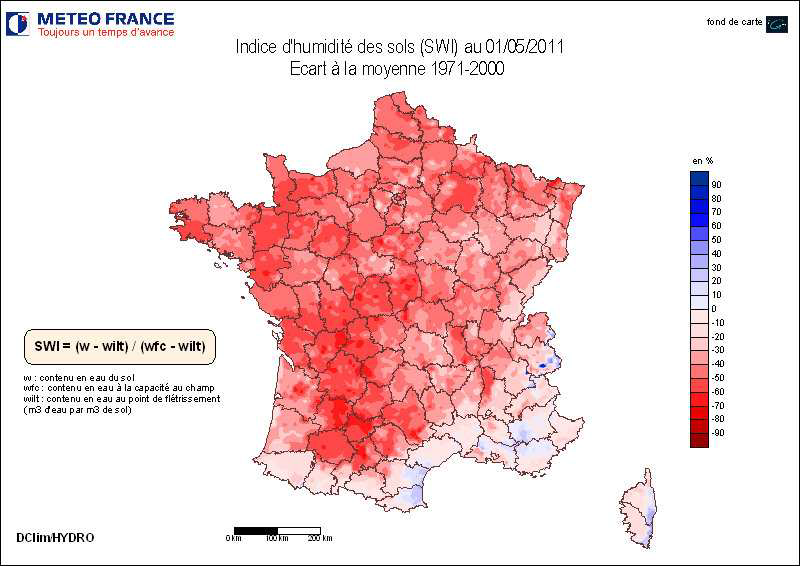 METEO FRANCE
Toujours un temps d'avance
fond de carte
Indice d'humidité des sols (SWI) au 01/05/2011
Ecart à la moyenne 1971-2000
en %
90
80
70
60
50
40
30
20
10
0
-10
-20
-30
-40
-50
-60
-70
-80
-90
SWI = (w - wilt) / (wfc - wilt)
w : contenu en eau du sol
wfc : contenu en eau à la capacité au champ
wilt : contenu en eau au point de flétrissement
(m3 d'eau par m3 de sol)
DClim/HYDRO
0 km 100 km 200 km